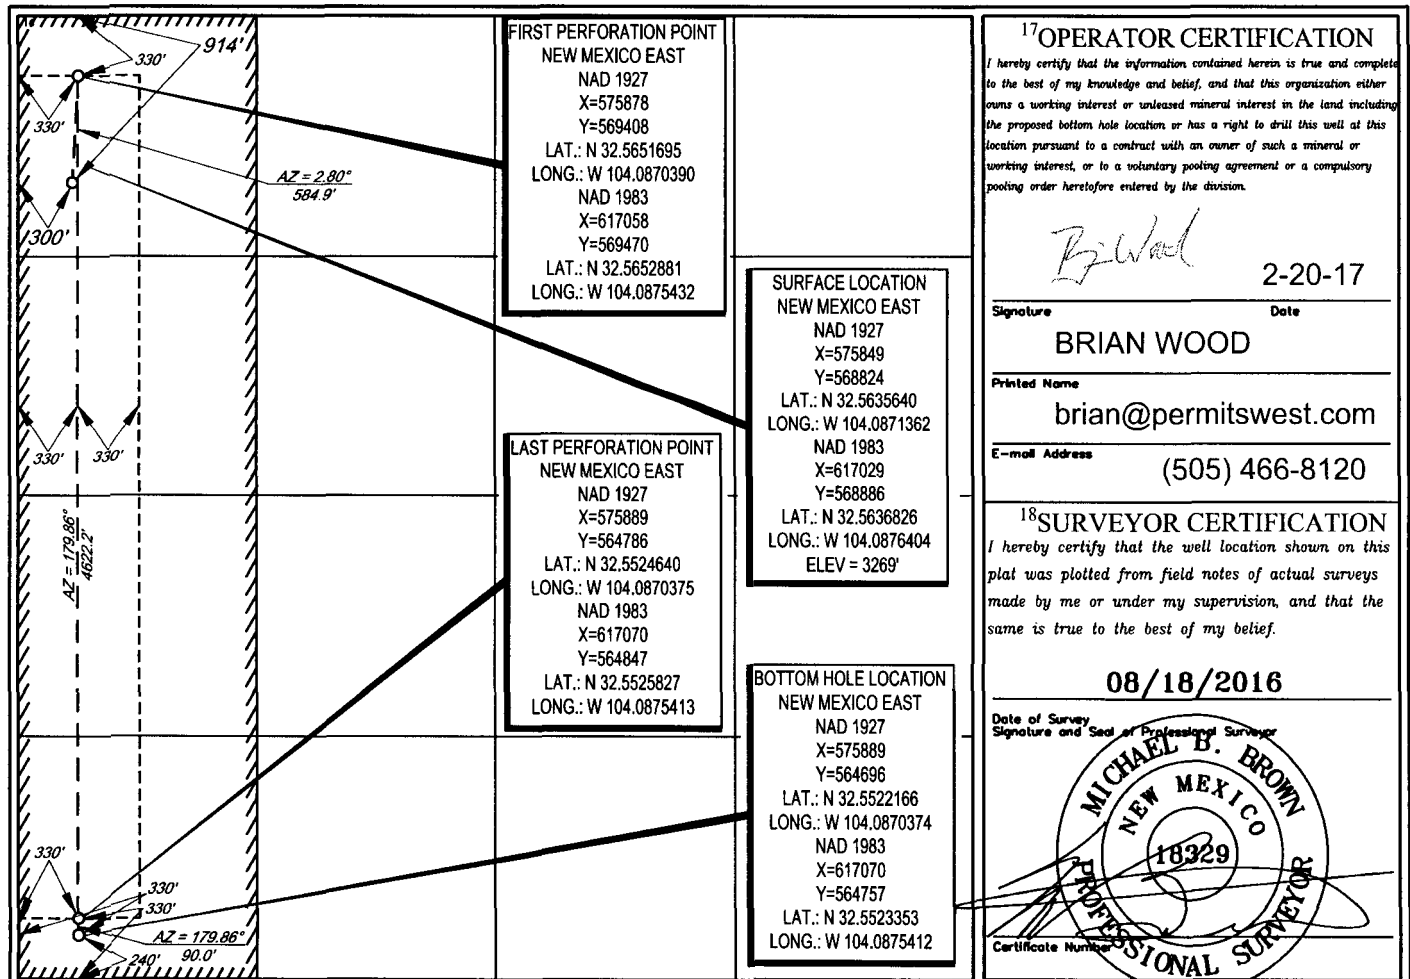 914'
330'
330'
AZ = 2.80°
584.9'
300'
330'
330'
AZ = 179.86°
4622.2'
330'
330'
330'
AZ = 179.86°
90.0'
240'
FIRST PERFORATION POINT
NEW MEXICO EAST
NAD 1927
X=575878
Y=569408
LAT.: N 32.5651695
LONG.: W 104.0870390
NAD 1983
X=617058
Y=569470
LAT.: N 32.5652881
LONG.: W 104.0875432
SURFACE LOCATION
NEW MEXICO EAST
NAD 1927
X=575849
Y=568824
LAT.: N 32.5635640
LONG.: W 104.0871362
NAD 1983
X=617029
Y=568886
LAT.: N 32.5636826
LONG.: W 104.0876404
ELEV = 3269'
LAST PERFORATION POINT
NEW MEXICO EAST
NAD 1927
X=575889
Y=564786
LAT.: N 32.5524640
LONG.: W 104.0870375
NAD 1983
X=617070
Y=564847
LAT.: N 32.5525827
LONG.: W 104.0875413
BOTTOM HOLE LOCATION
NEW MEXICO EAST
NAD 1927
X=575889
Y=564696
LAT.: N 32.5522166
LONG.: W 104.0870374
NAD 1983
X=617070
Y=564757
LAT.: N 32.5523353
LONG.: W 104.0875412
17 OPERATOR CERTIFICATION
I hereby certify that the information contained herein is true and complete
to the best of my knowledge and belief, and that this organization either
owns a working interest or unleased mineral interest in the land including
the proposed bottom hole location or has a right to drill this well at this
location pursuant to a contract with an owner of such a mineral or
working interest, or to a voluntary pooling agreement or a compulsory
pooling order heretofore entered by the division.
2-20-17
Signature Date
BRIAN WOOD
Printed Name
brian@permitswest.com
E-mail Address
(505) 466-8120
18 SURVEYOR CERTIFICATION
I hereby certify that the well location shown on this
plat was plotted from field notes of actual surveys
made by me or under my supervision, and that the
same is true to the best of my belief.
08/18/2016
Date of Survey
Signature and Seal of Professional Surveyor
MICHAEL B. BROWN
NEW MEXICO
18329
PROFESSIONAL SURVEYOR
Certificate Number